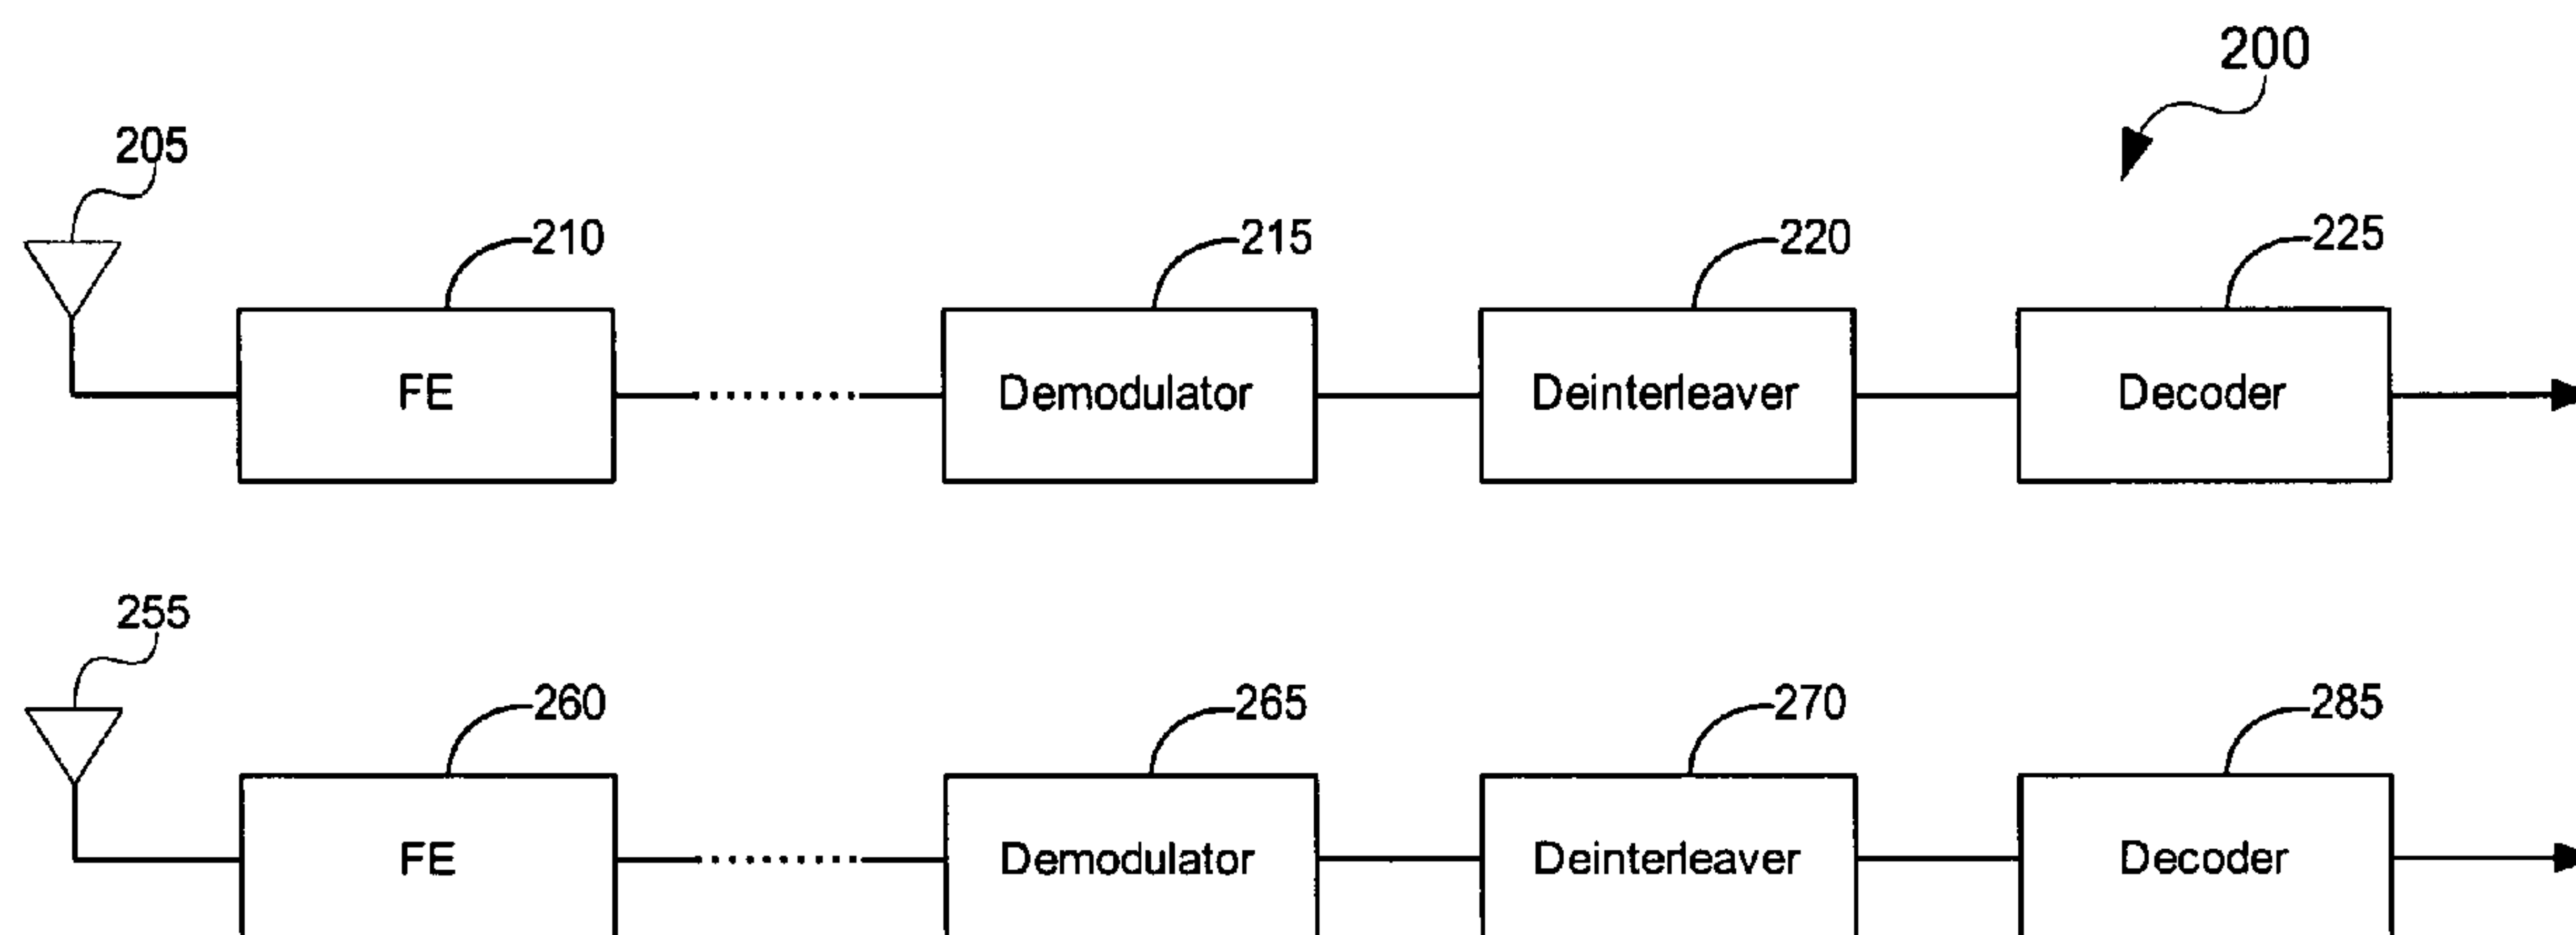 200
205
210
215
220
225
FE
Demodulator
Deinterleaver
Decoder
255
260
265
270
285
FE
Demodulator
Deinterleaver
Decoder